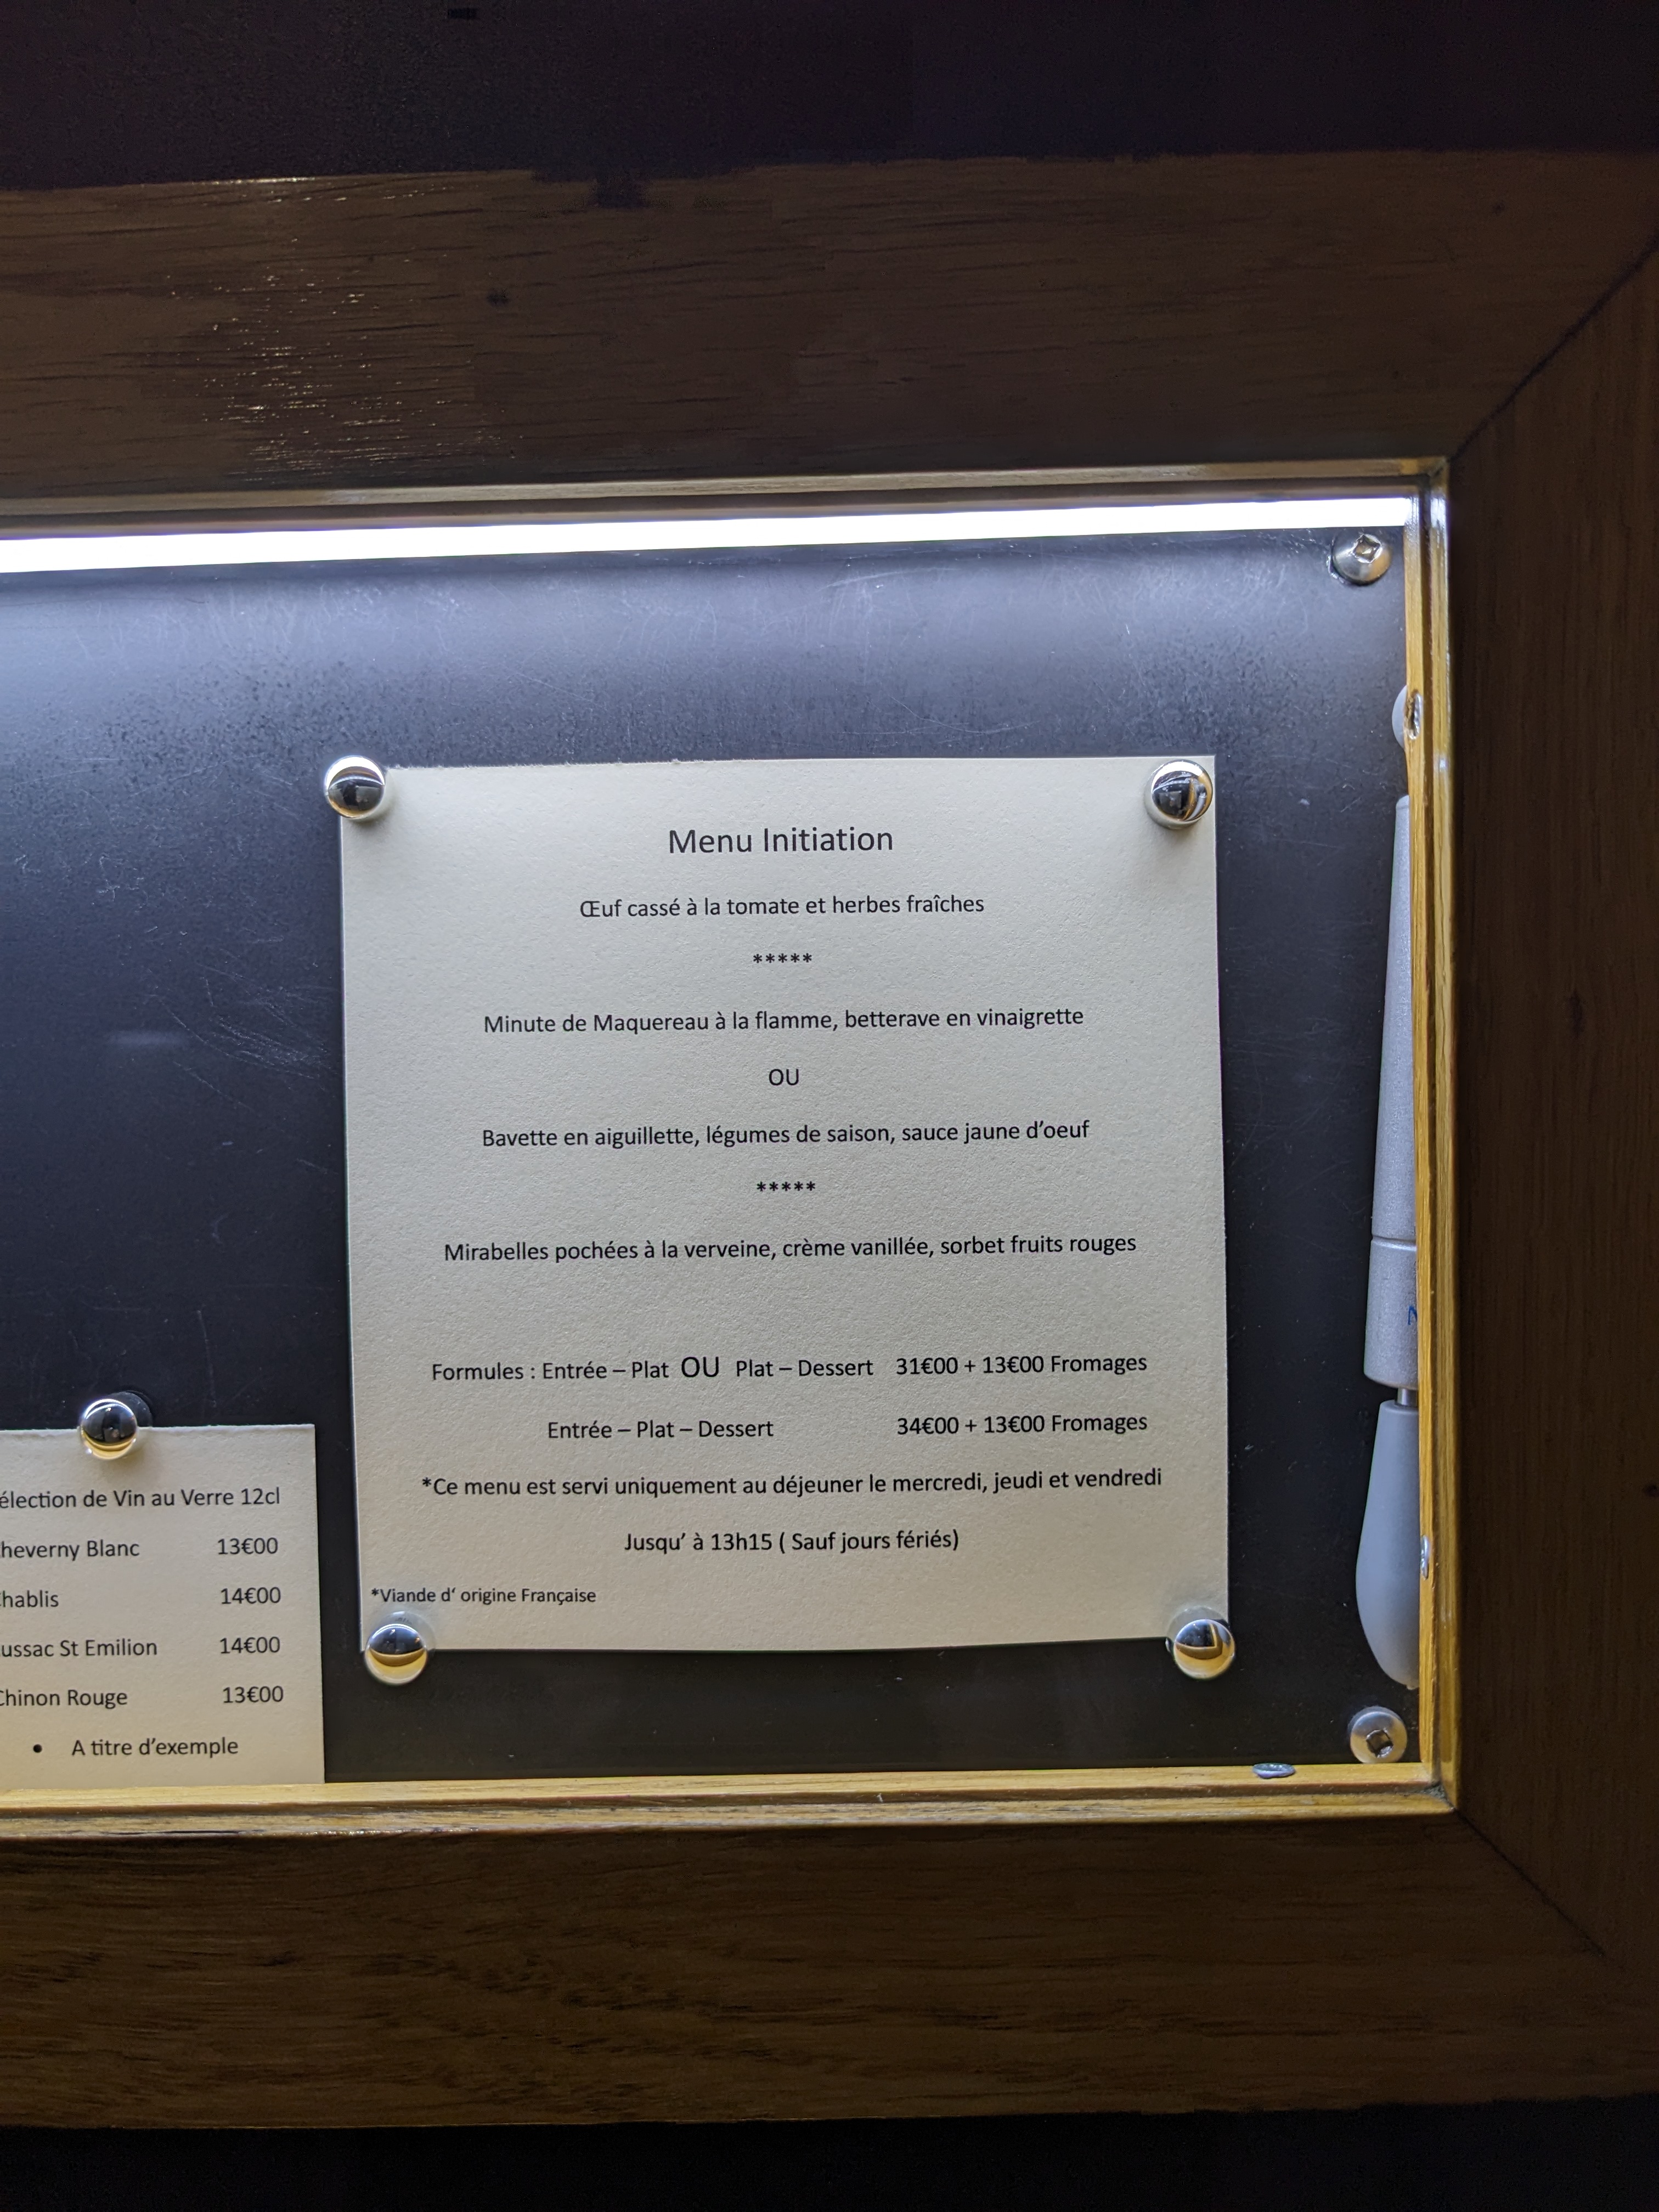 Menu Initiation
Œuf cassé à la tomate et herbes fraîches
*****
Minute de Maquereau à la flamme, betterave en vinaigrette
OU
Bavette en aiguillette, légumes de saison, sauce jaune d’oeuf
*****
Mirabelles pochées à la verveine, crème vanillée, sorbet fruits rouges
Formules : Entrée – Plat OU Plat – Dessert 31€00 + 13€00 Fromages
Entrée – Plat – Dessert 34€00 + 13€00 Fromages
*Ce menu est servi uniquement au déjeuner le mercredi, jeudi et vendredi
Jusqu’ à 13h15 ( Sauf jours fériés)
*Viande d‘ origine Française
élection de Vin au Verre 12cl
heverny Blanc 13€00
hablis 14€00
ussac St Emilion 14€00
Chinon Rouge 13€00
• A titre d’exemple